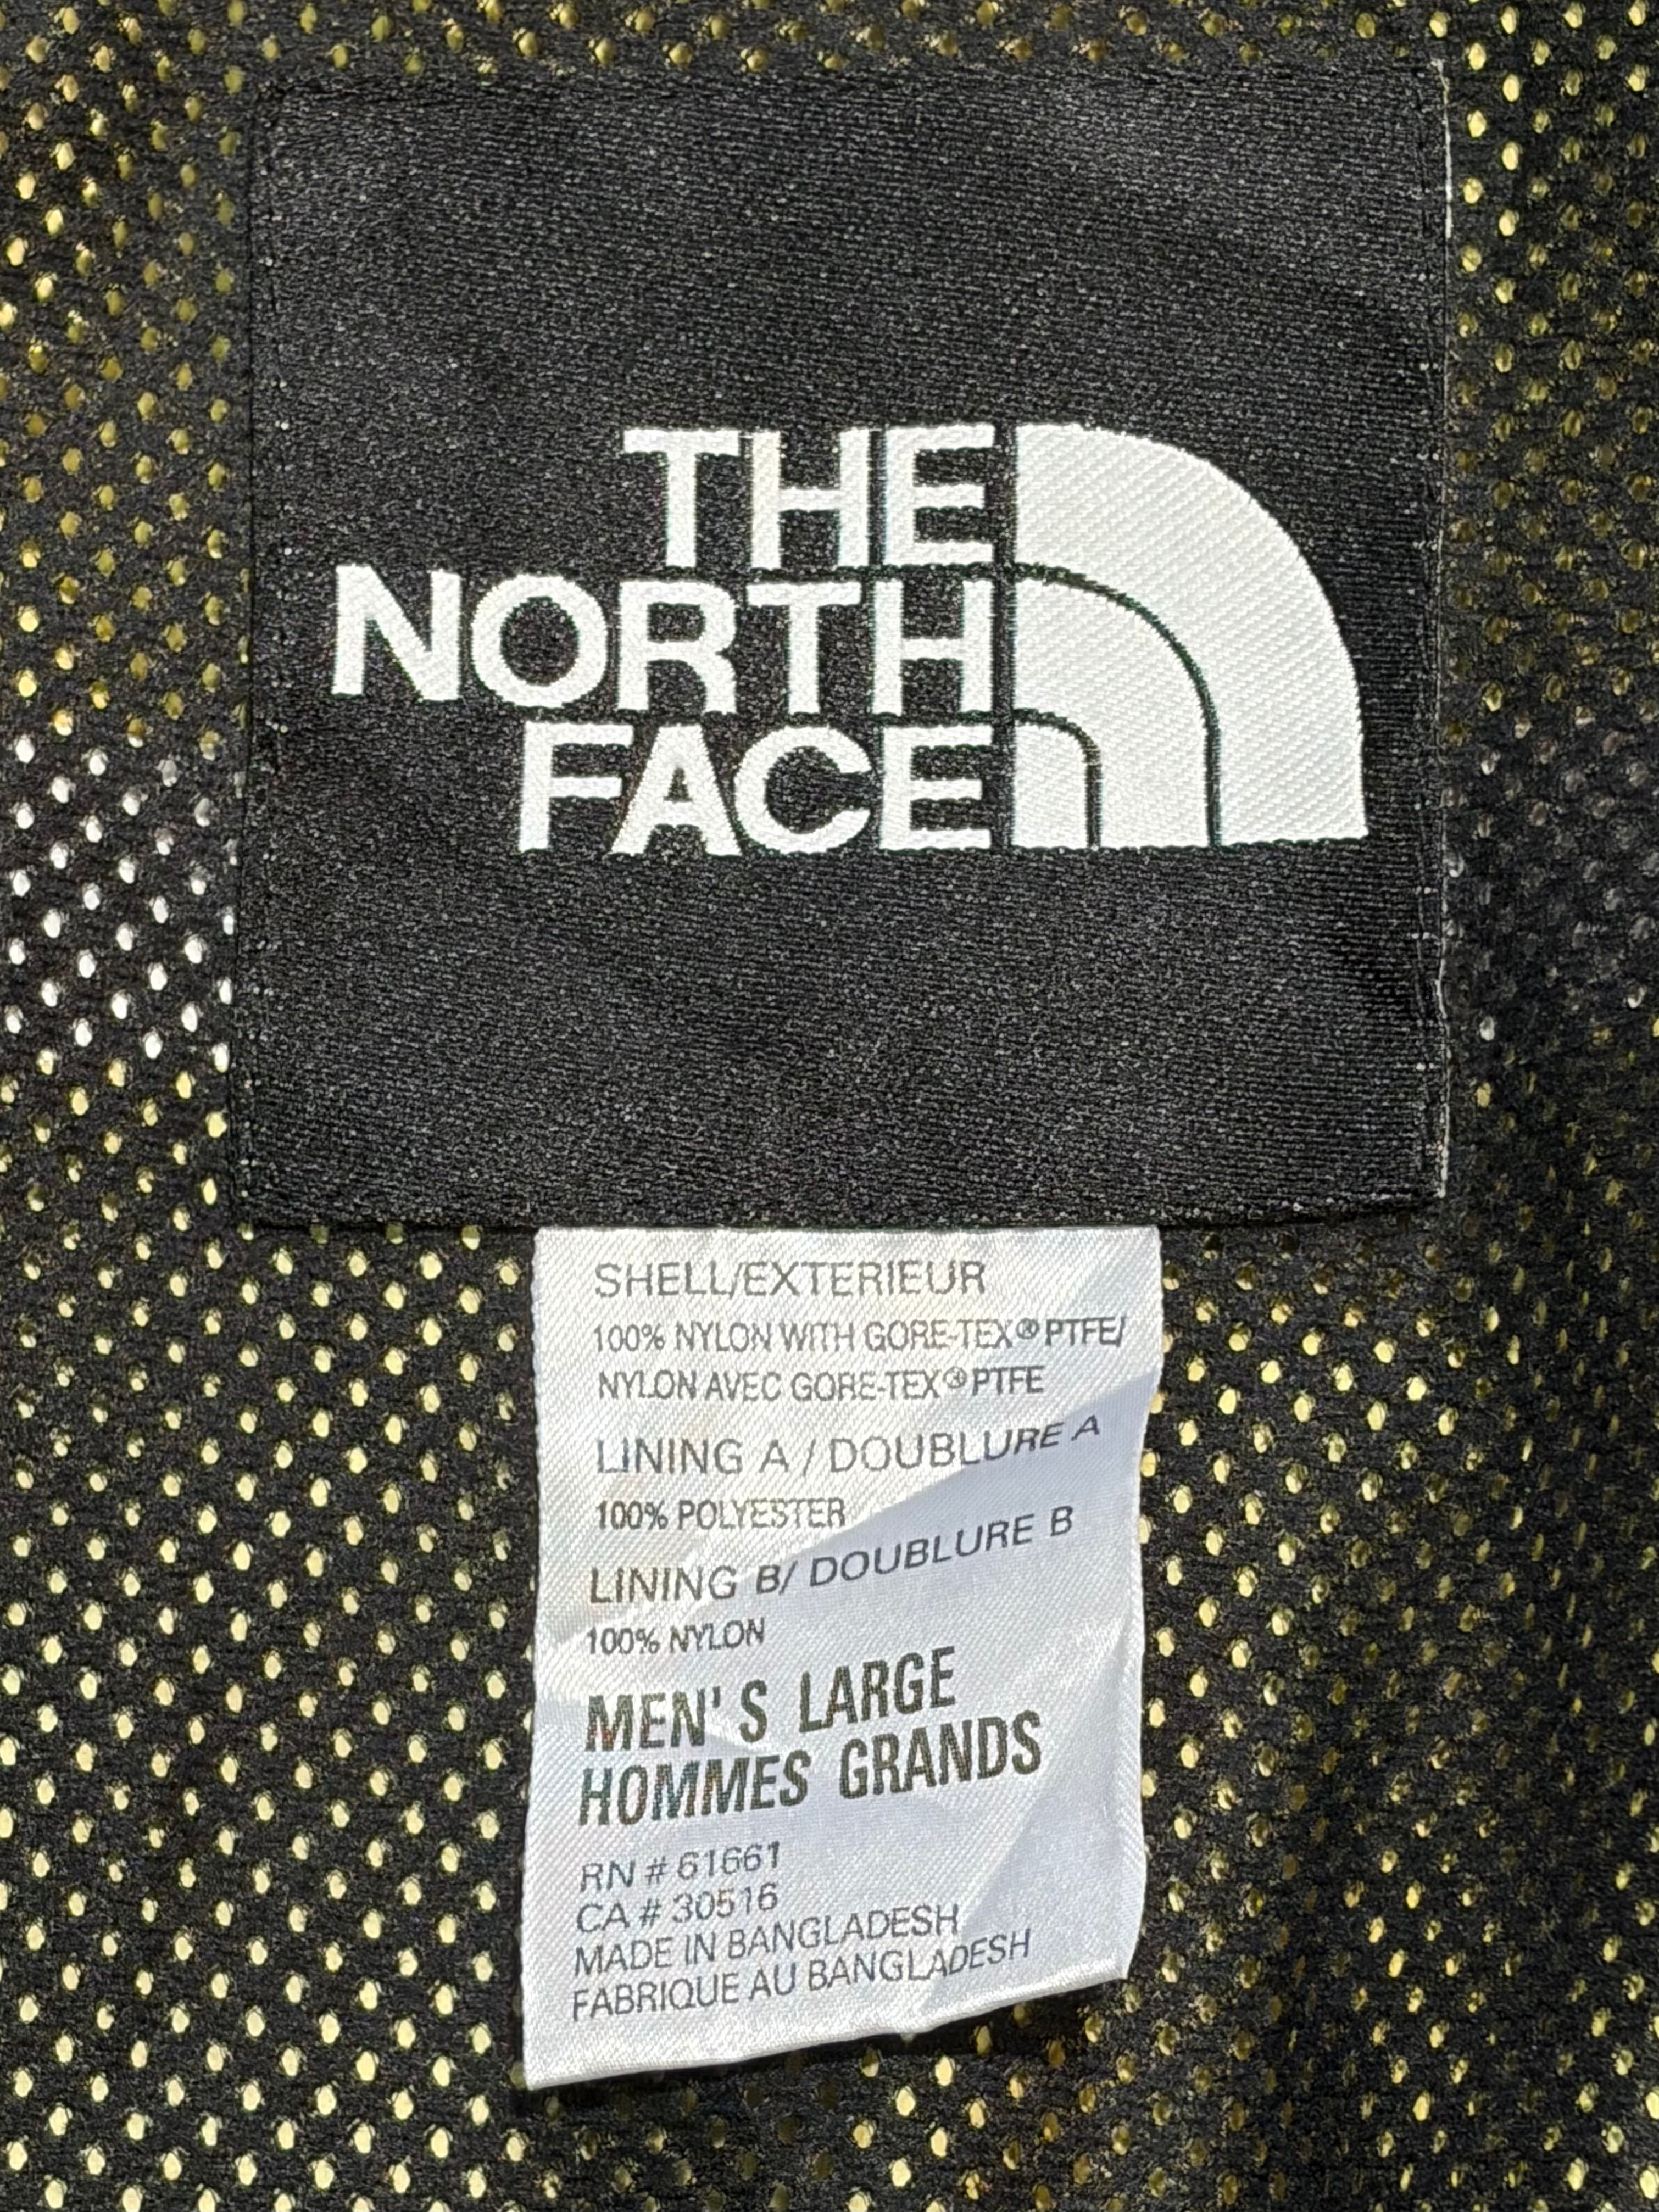 THE
NORTH
FACE
SHELL/EXTERIEUR
100% NYLON WITH GORE-TEX® PTFE/
NYLON AVEC GORE-TEX® PTFE
LINING A / DOUBLURE A
100% POLYESTER
LINING B/ DOUBLURE B
100% NYLON
MEN'S LARGE
HOMMES GRANDS
RN # 61661
CA # 30516
MADE IN BANGLADESH
FABRIQUE AU BANGLADESH